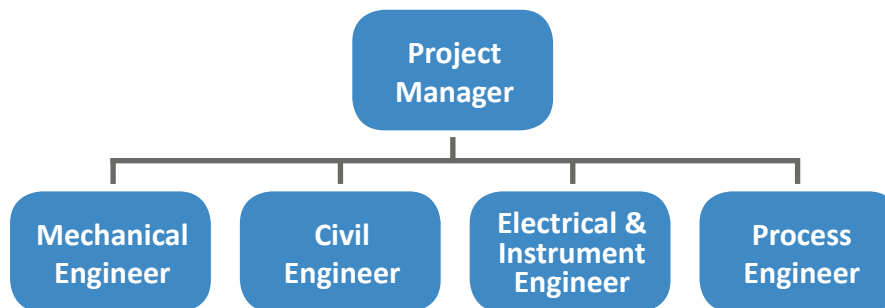 Project
Manager
Mechanical
Engineer
Civil
Engineer
Electrical &
Instrument
Engineer
Process
Engineer